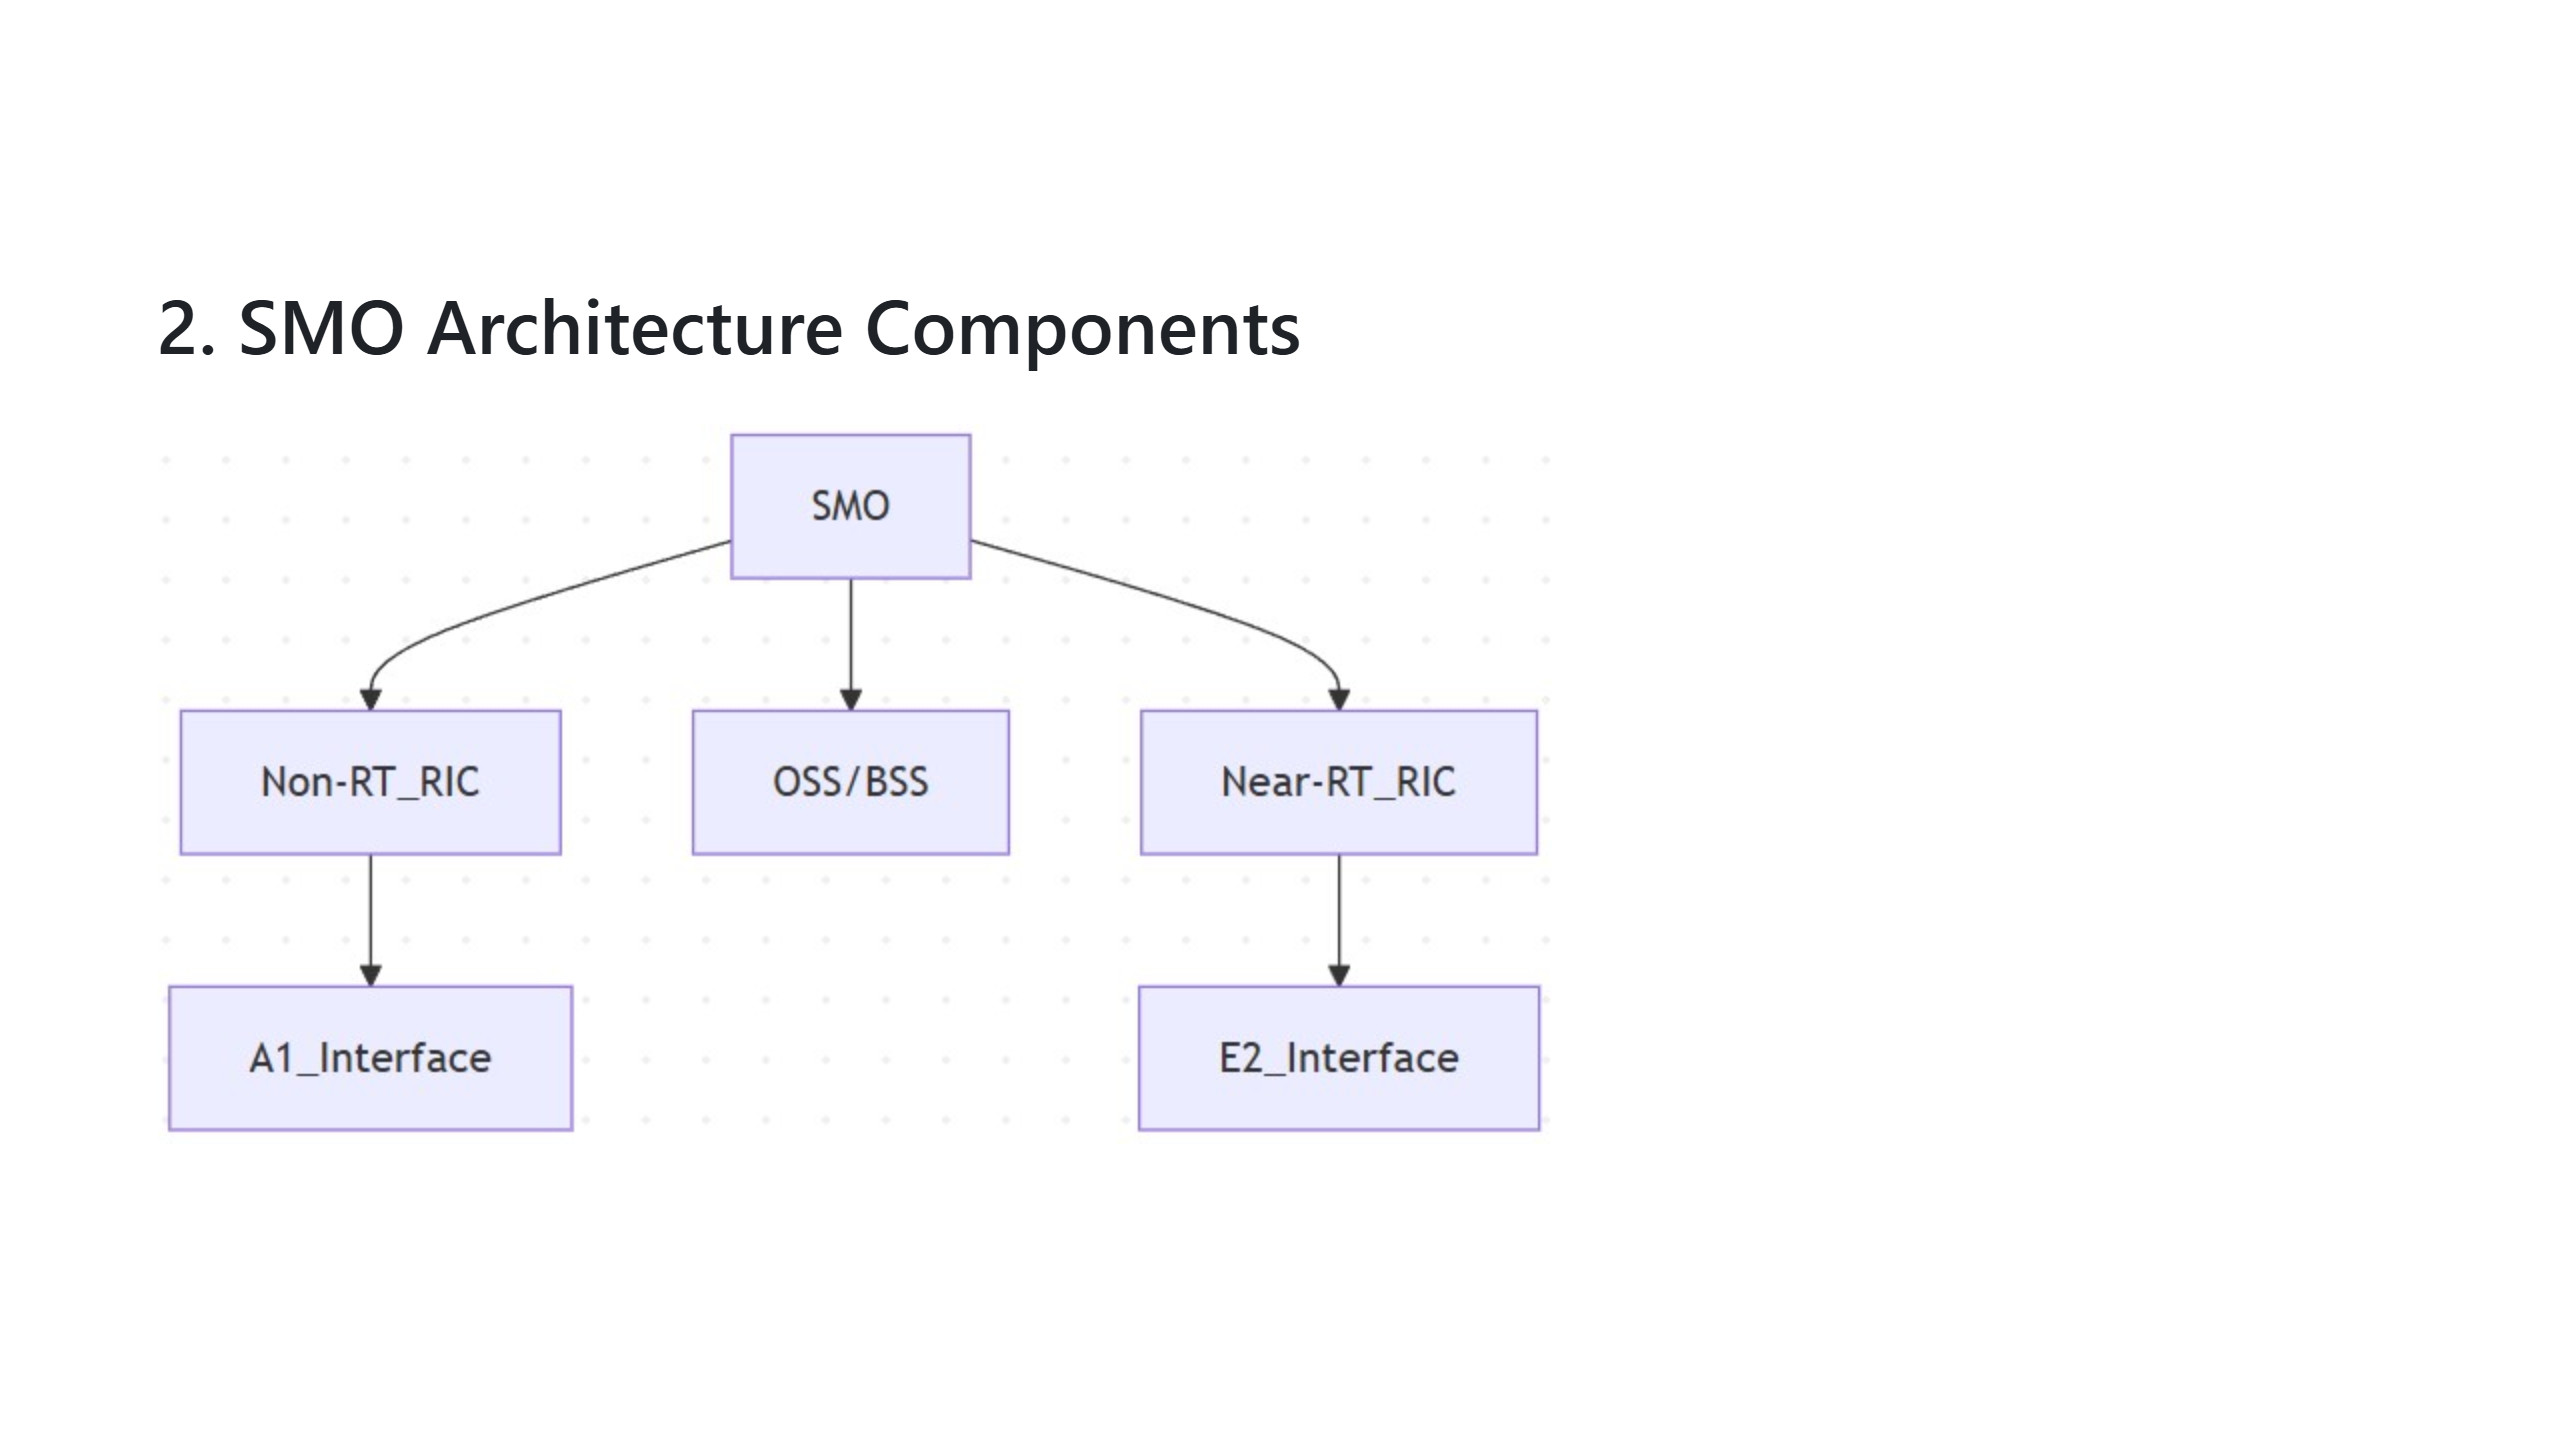 2. SMO Architecture Components
SMO
Non-RT_RIC
OSS/BSS
Near-RT_RIC
A1_Interface
E2_Interface